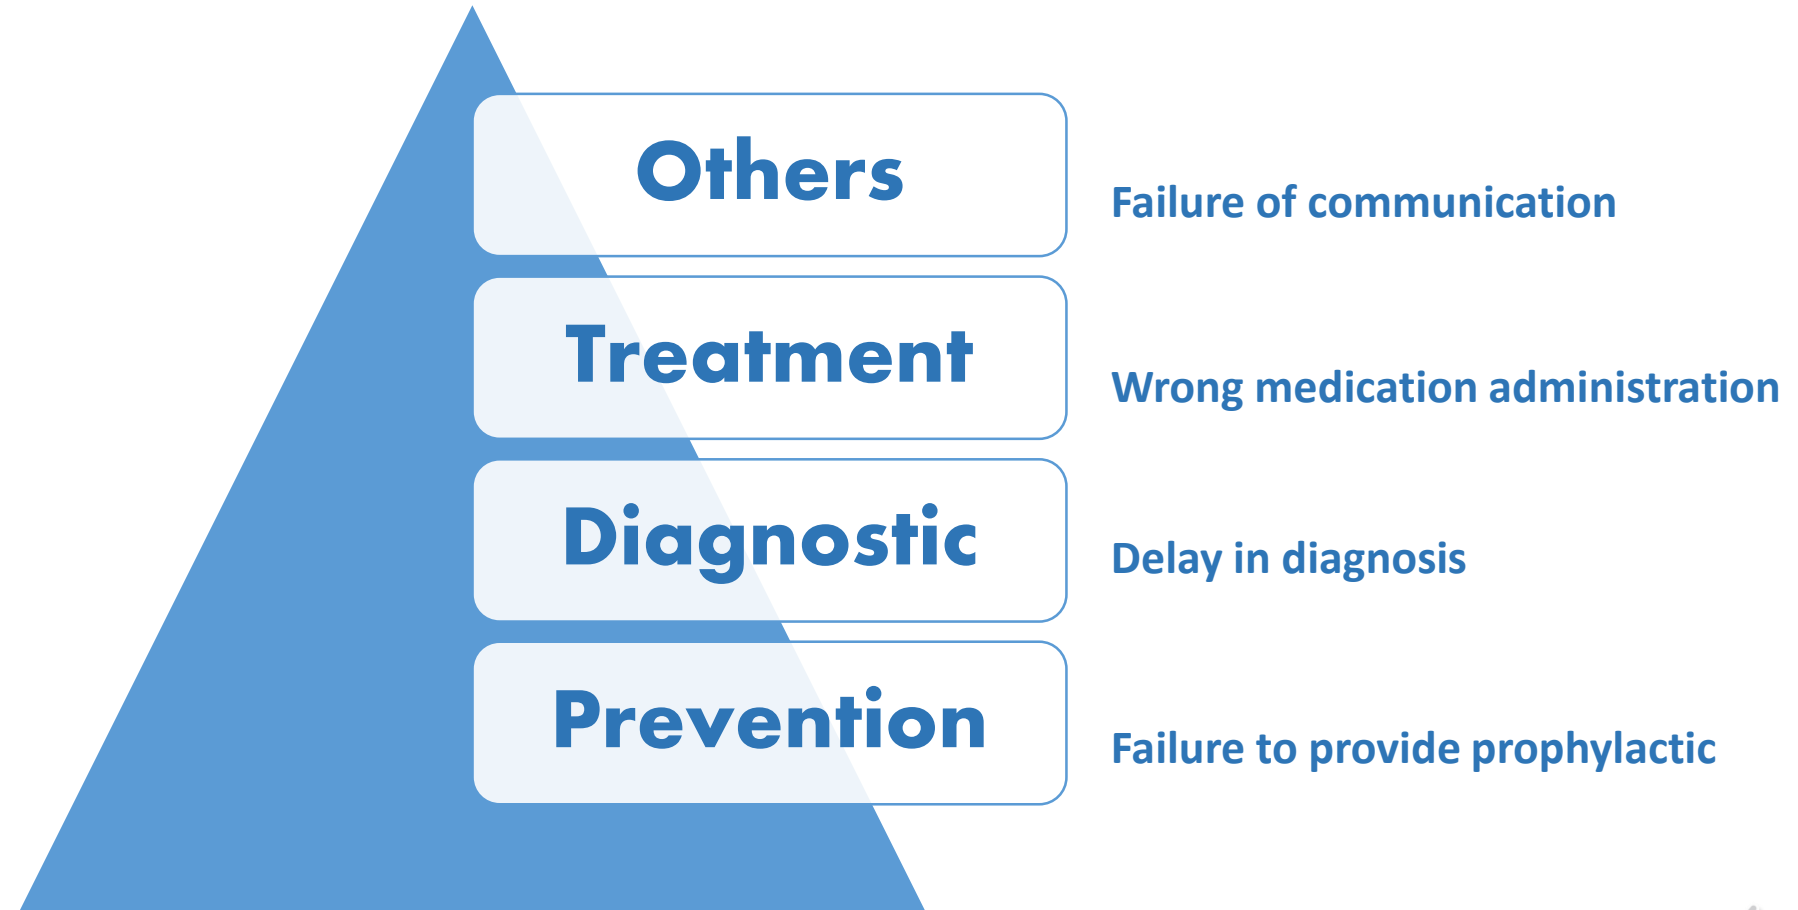 Others
Failure of communication
Treatment
Wrong medication administration
Diagnostic
Delay in diagnosis
Prevention
Failure to provide prophylactic